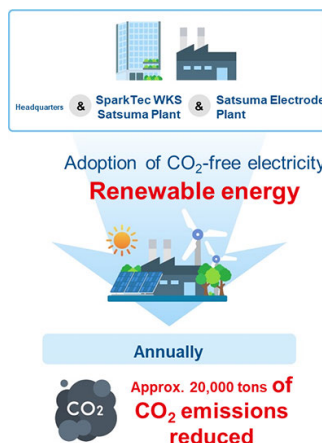 Headquarters & SparkTec WKS Satsuma Plant & Satsuma Electrode Plant
Adoption of CO₂-free electricity
Renewable energy
Annually
CO₂
Approx. 20,000 tons of
CO₂ emissions
reduced